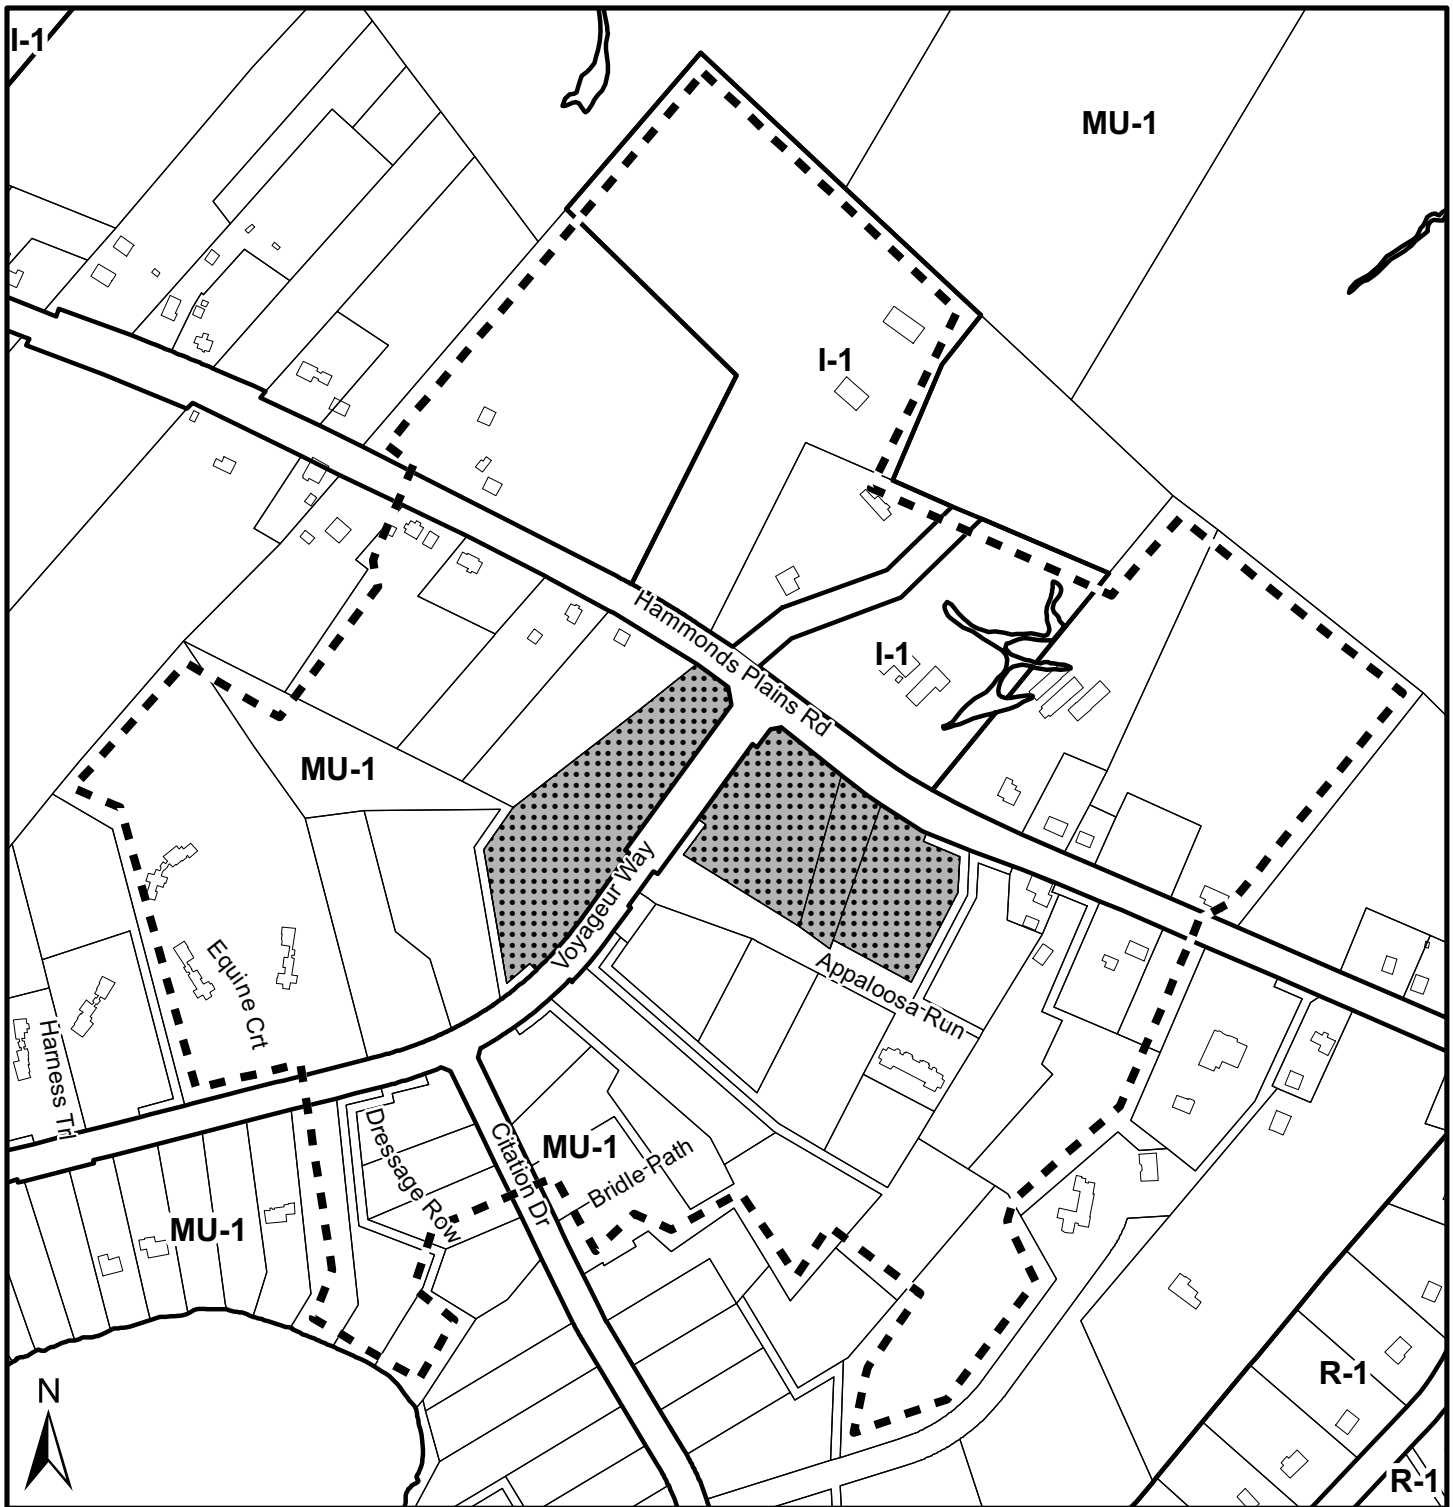 I-1
MU-1
I-1
Hammonds Plains Rd
I-1
MU-1
Voyageur Way
Equine Crt
Appaloosa Run
Harness Trl
Dressage Row
Citation Dr
MU-1
Bridle Path
MU-1
N
R-1
R-1